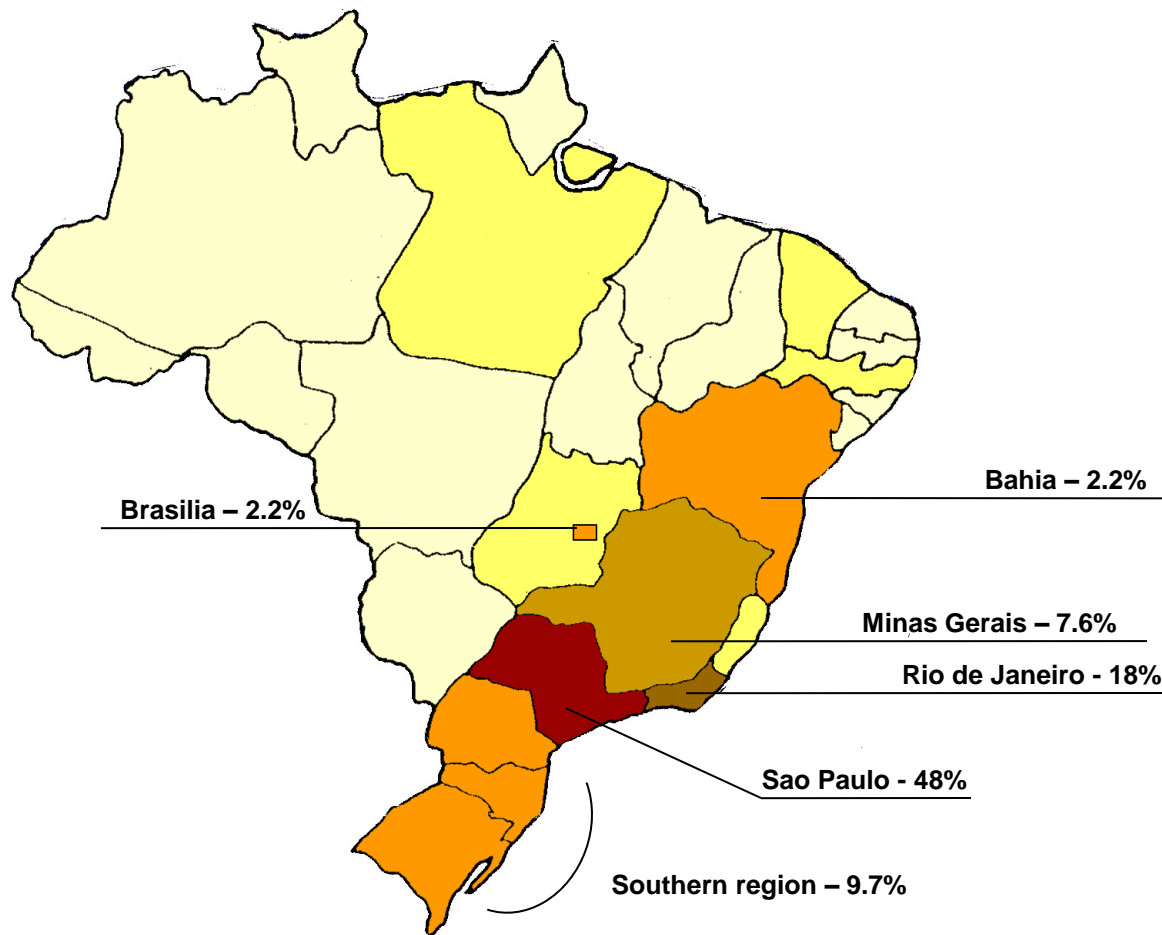 Bahia – 2.2%
Brasilia – 2.2%
Minas Gerais – 7.6%
Rio de Janeiro - 18%
Sao Paulo - 48%
Southern region – 9.7%